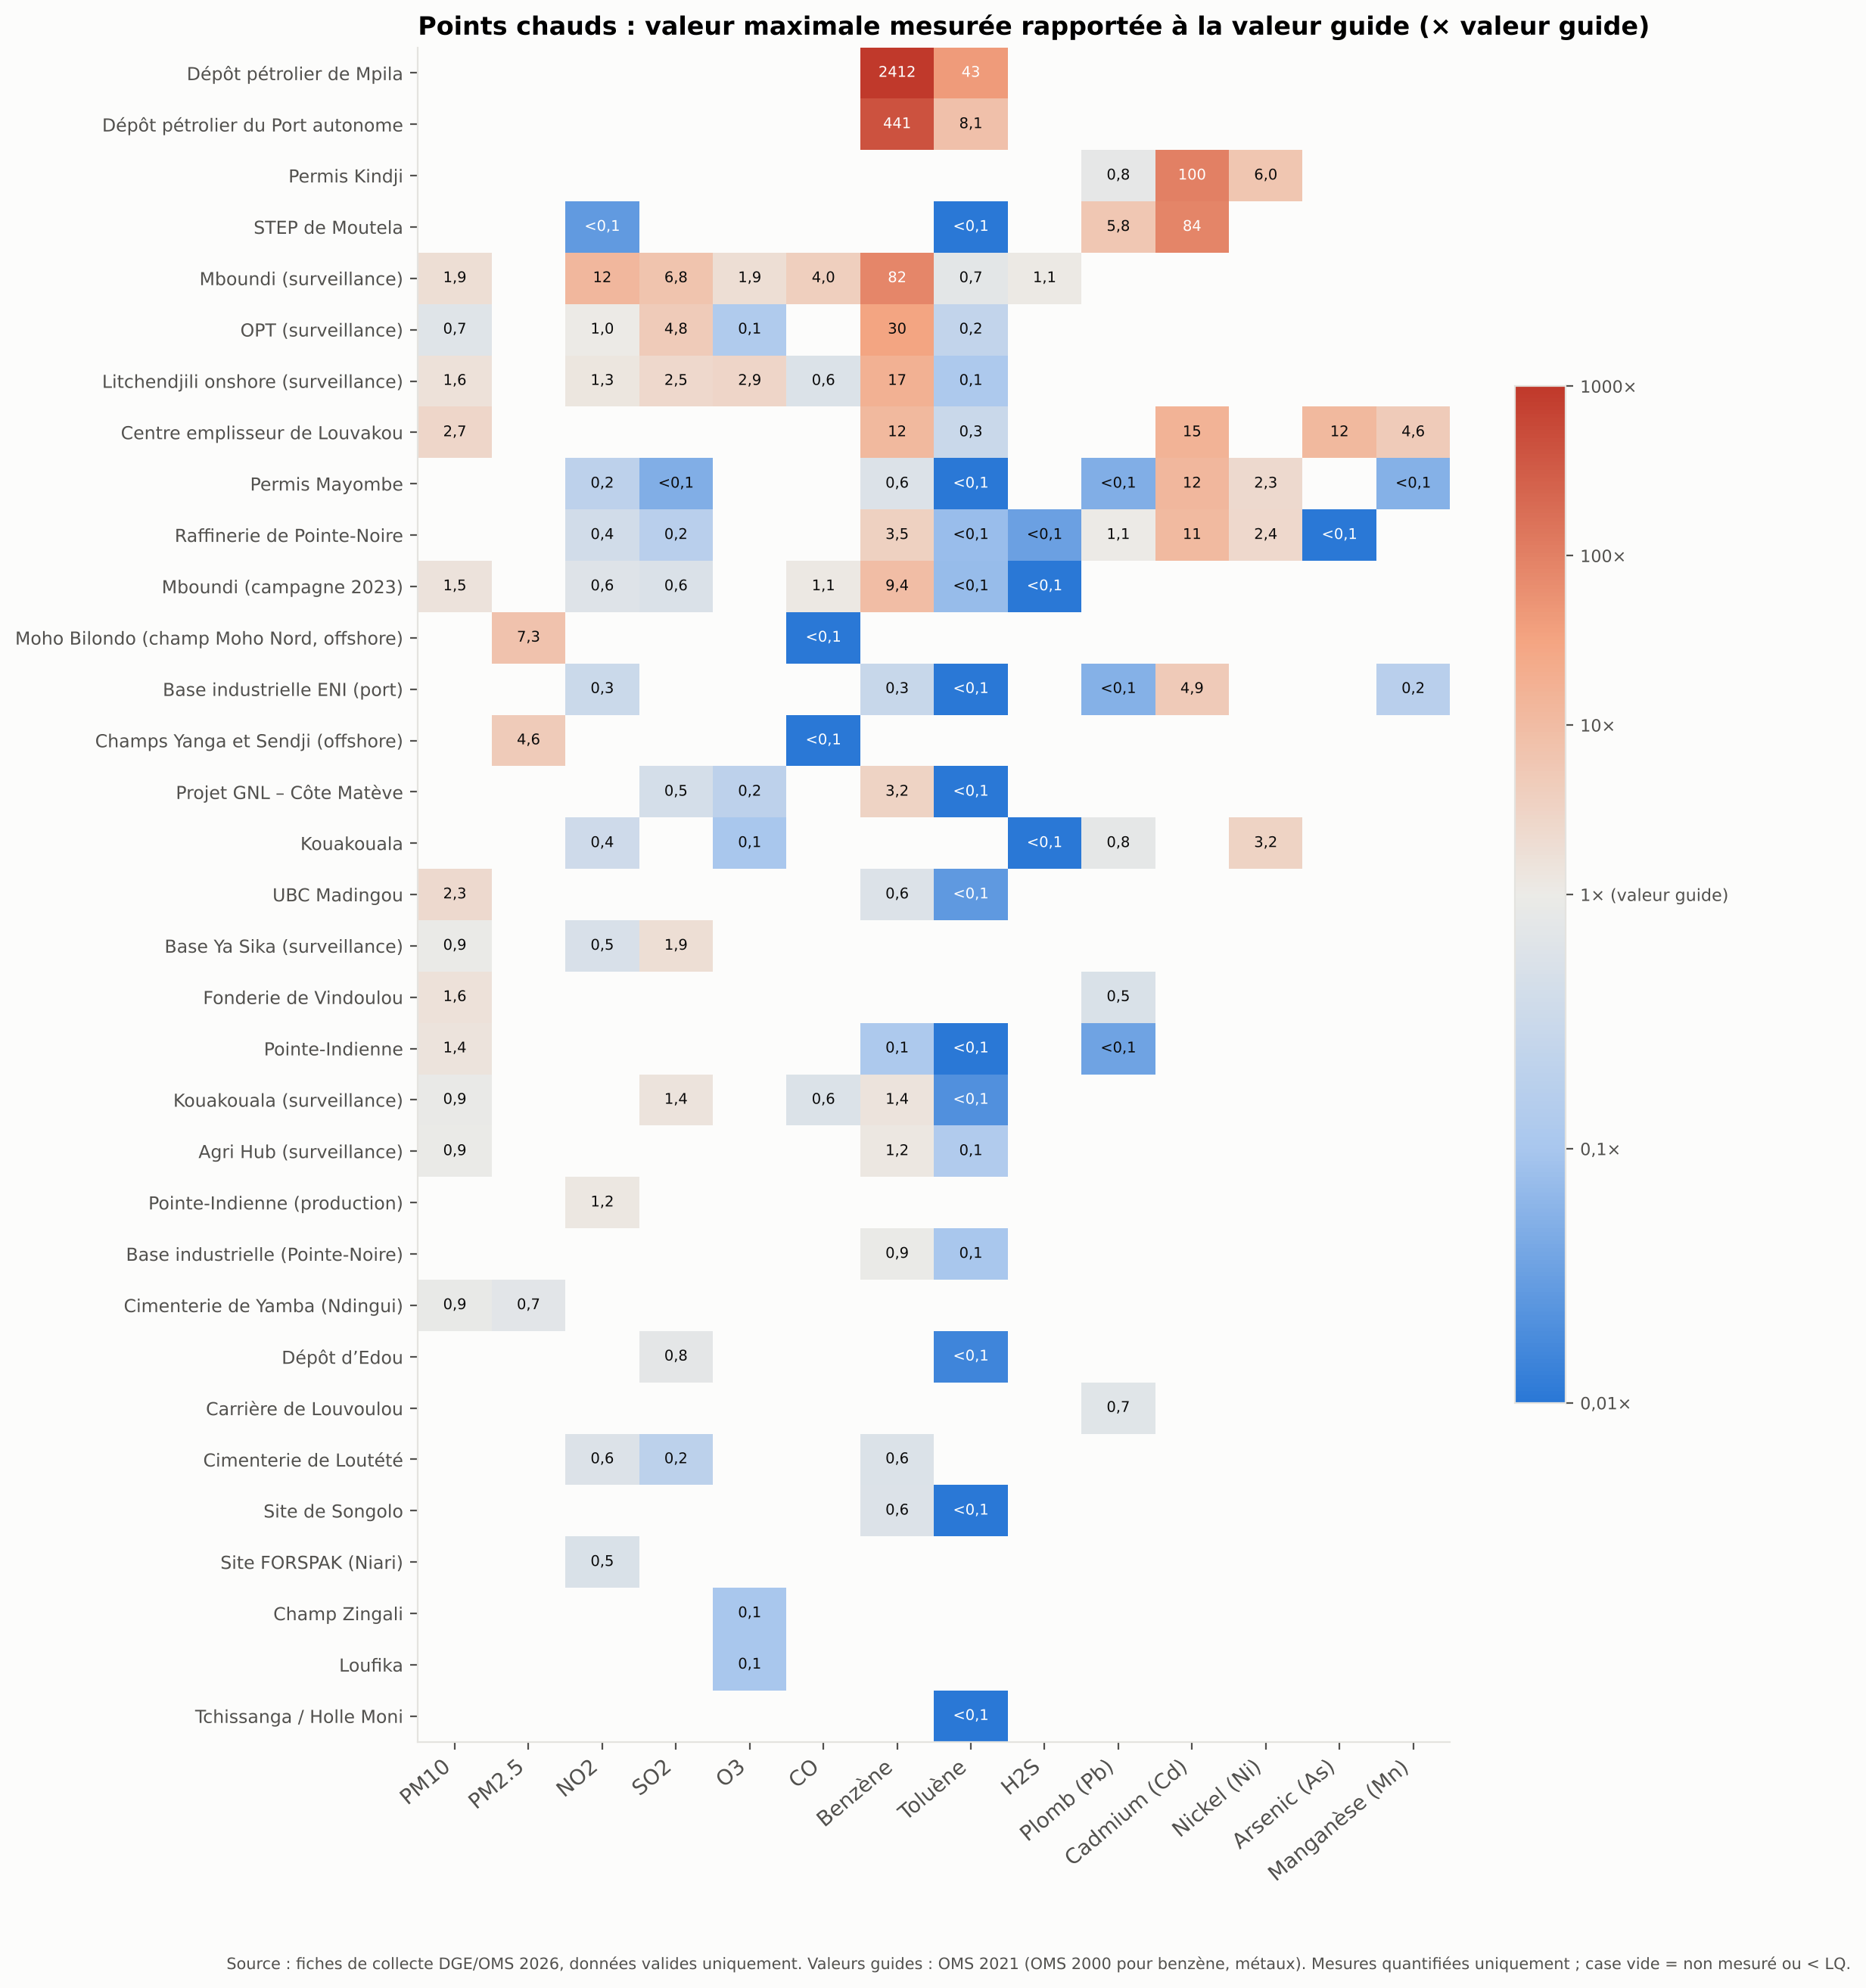 Points chauds : valeur maximale mesurée rapportée à la valeur guide (× valeur guide)
Dépôt pétrolier de Mpila 2412 43
Dépôt pétrolier du Port autonome 441 8,1
Permis Kindji 0,8 100 6,0
STEP de Moutela <0,1 <0,1 5,8 84
Mboundi (surveillance) 1,9 12 6,8 1,9 4,0 82 0,7 1,1
OPT (surveillance) 0,7 1,0 4,8 0,1 30 0,2
Litchendjili onshore (surveillance) 1,6 1,3 2,5 2,9 0,6 17 0,1
Centre emplisseur de Louvakou 2,7 12 0,3 15 12 4,6
Permis Mayombe 0,2 <0,1 0,6 <0,1 <0,1 12 2,3 <0,1
Raffinerie de Pointe-Noire 0,4 0,2 3,5 <0,1 <0,1 1,1 11 2,4 <0,1
Mboundi (campagne 2023) 1,5 0,6 0,6 1,1 9,4 <0,1 <0,1
Moho Bilondo (champ Moho Nord, offshore) 7,3 <0,1
Base industrielle ENI (port) 0,3 0,3 <0,1 <0,1 4,9 0,2
Champs Yanga et Sendji (offshore) 4,6 <0,1
Projet GNL – Côte Matève 0,5 0,2 3,2 <0,1
Kouakouala 0,4 0,1 <0,1 0,8 3,2
UBC Madingou 2,3 0,6 <0,1
Base Ya Sika (surveillance) 0,9 0,5 1,9
Fonderie de Vindoulou 1,6 0,5
Pointe-Indienne 1,4 0,1 <0,1 <0,1
Kouakouala (surveillance) 0,9 1,4 0,6 1,4 <0,1
Agri Hub (surveillance) 0,9 1,2 0,1
Pointe-Indienne (production) 1,2
Base industrielle (Pointe-Noire) 0,9 0,1
Cimenterie de Yamba (Ndingui) 0,9 0,7
Dépôt d’Edou 0,8 <0,1
Carrière de Louvoulou 0,7
Cimenterie de Loutété 0,6 0,2 0,6
Site de Songolo 0,6 <0,1
Site FORSPAK (Niari) 0,5
Champ Zingali 0,1
Loufika 0,1
Tchissanga / Holle Moni <0,1
PM10 PM2.5 NO2 SO2 O3 CO Benzène Toluène H2S Plomb (Pb) Cadmium (Cd) Nickel (Ni) Arsenic (As) Manganèse (Mn)
1000×
100×
10×
1× (valeur guide)
0,1×
0,01×
Source : fiches de collecte DGE/OMS 2026, données valides uniquement. Valeurs guides : OMS 2021 (OMS 2000 pour benzène, métaux). Mesures quantifiées uniquement ; case vide = non mesuré ou < LQ.